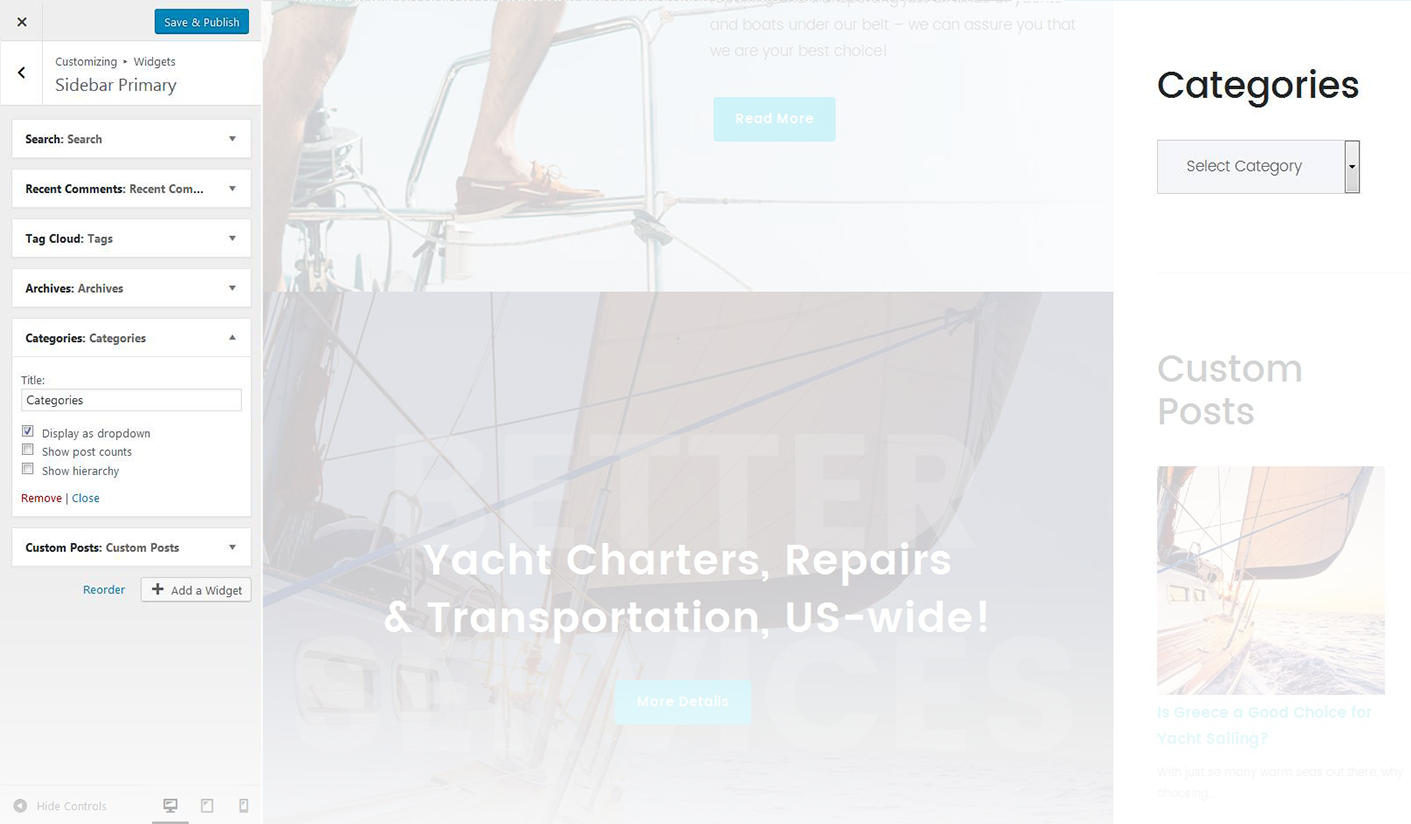 Save & Publish
Customizing ▸ Widgets
Sidebar Primary
Search: Search
Recent Comments: Recent Com...
Tag Cloud: Tags
Archives: Archives
Categories: Categories
Title:
Categories
Display as dropdown
Show post counts
Show hierarchy
Remove | Close
Custom Posts: Custom Posts
Reorder
Add a Widget
Hide Controls
and boats under our belt – we can assure you that
we are your best choice!
Read More
BETTER
SERVICES
Yacht Charters, Repairs
& Transportation, US-wide!
More Details
Categories
Select Category
Custom
Posts
Is Greece a Good Choice for
Yacht Sailing?
With just so many warm seas out there, why
choosing...